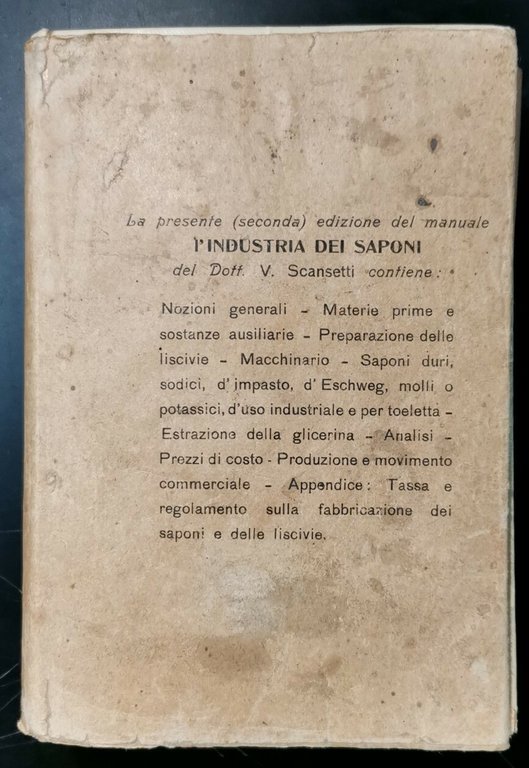 La presente (seconda) edizione del manuale
l'INDUSTRIA DEI SAPONI
del Dott. V. Scansetti contiene:
Nozioni generali - Materie prime e
sostanze ausiliarie - Preparazione delle
liscivie - Macchinario - Saponi duri,
sodici, d'impasto, d'Eschweg, molli o
potassici, d'uso industriale e per toeletta -
Estrazione della glicerina - Analisi -
Prezzi di costo - Produzione e movimento
commerciale - Appendice: Tassa e
regolamento sulla fabbricazione dei
saponi e delle liscivie.